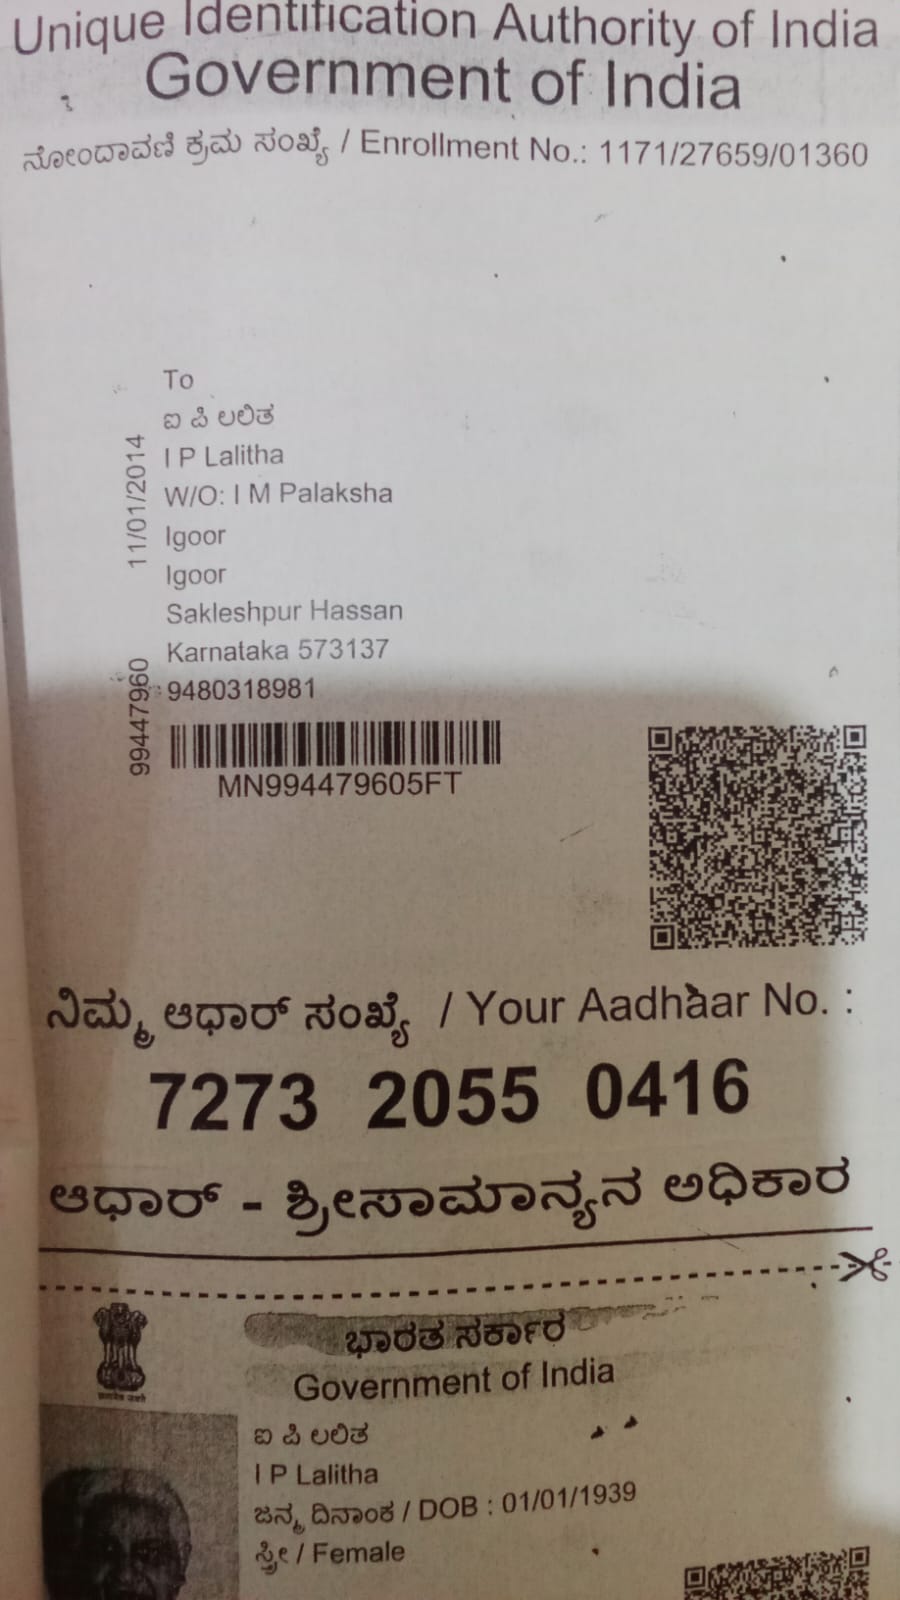 Unique Identification Authority of India
Government of India
ನೋಂದಾವಣಿ ಕ್ರಮ ಸಂಖ್ಯೆ / Enrollment No.: 1171/27659/01360
To
ಐ ಪಿ ಲಲಿತ
I P Lalitha
W/O: I M Palaksha
Igoor
Igoor
Sakleshpur Hassan
Karnataka 573137
9480318981
11/01/2014
99447960
MN994479605FT
ನಿಮ್ಮ ಆಧಾರ್ ಸಂಖ್ಯೆ / Your Aadhaar No. :
7273 2055 0416
ಆಧಾರ್ - ಶ್ರೀಸಾಮಾನ್ಯನ ಅಧಿಕಾರ
ಭಾರತ ಸರ್ಕಾರ
Government of India
ಐ ಪಿ ಲಲಿತ
I P Lalitha
ಜನ್ಮ ದಿನಾಂಕ / DOB : 01/01/1939
ಸ್ತ್ರೀ / Female